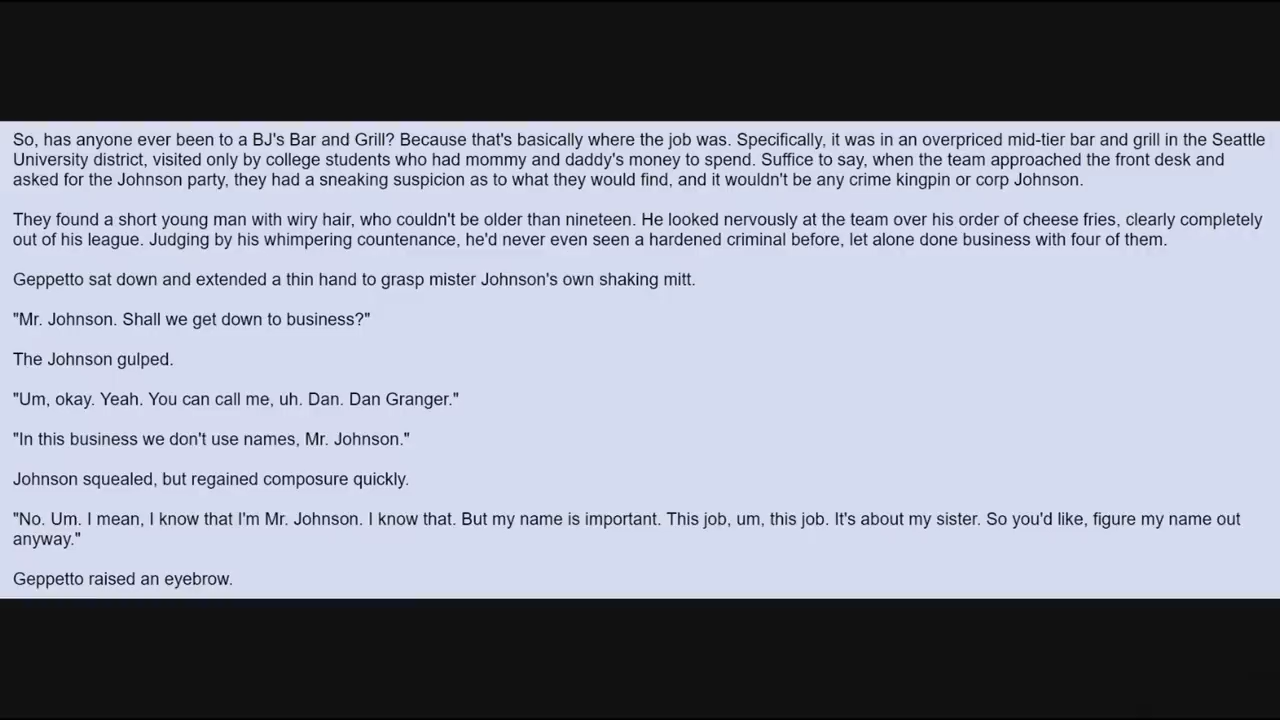 So, has anyone ever been to a BJ's Bar and Grill? Because that's basically where the job was. Specifically, it was in an overpriced mid-tier bar and grill in the Seattle
University district, visited only by college students who had mommy and daddy's money to spend. Suffice to say, when the team approached the front desk and
asked for the Johnson party, they had a sneaking suspicion as to what they would find, and it wouldn't be any crime kingpin or corp Johnson.
They found a short young man with wiry hair, who couldn't be older than nineteen. He looked nervously at the team over his order of cheese fries, clearly completely
out of his league. Judging by his whimpering countenance, he'd never even seen a hardened criminal before, let alone done business with four of them.
Geppetto sat down and extended a thin hand to grasp mister Johnson's own shaking mitt.
"Mr. Johnson. Shall we get down to business?"
The Johnson gulped.
"Um, okay. Yeah. You can call me, uh. Dan. Dan Granger."
"In this business we don't use names, Mr. Johnson."
Johnson squealed, but regained composure quickly.
"No. Um. I mean, I know that I'm Mr. Johnson. I know that. But my name is important. This job, um, this job. It's about my sister. So you'd like, figure my name out
anyway."
Geppetto raised an eyebrow.